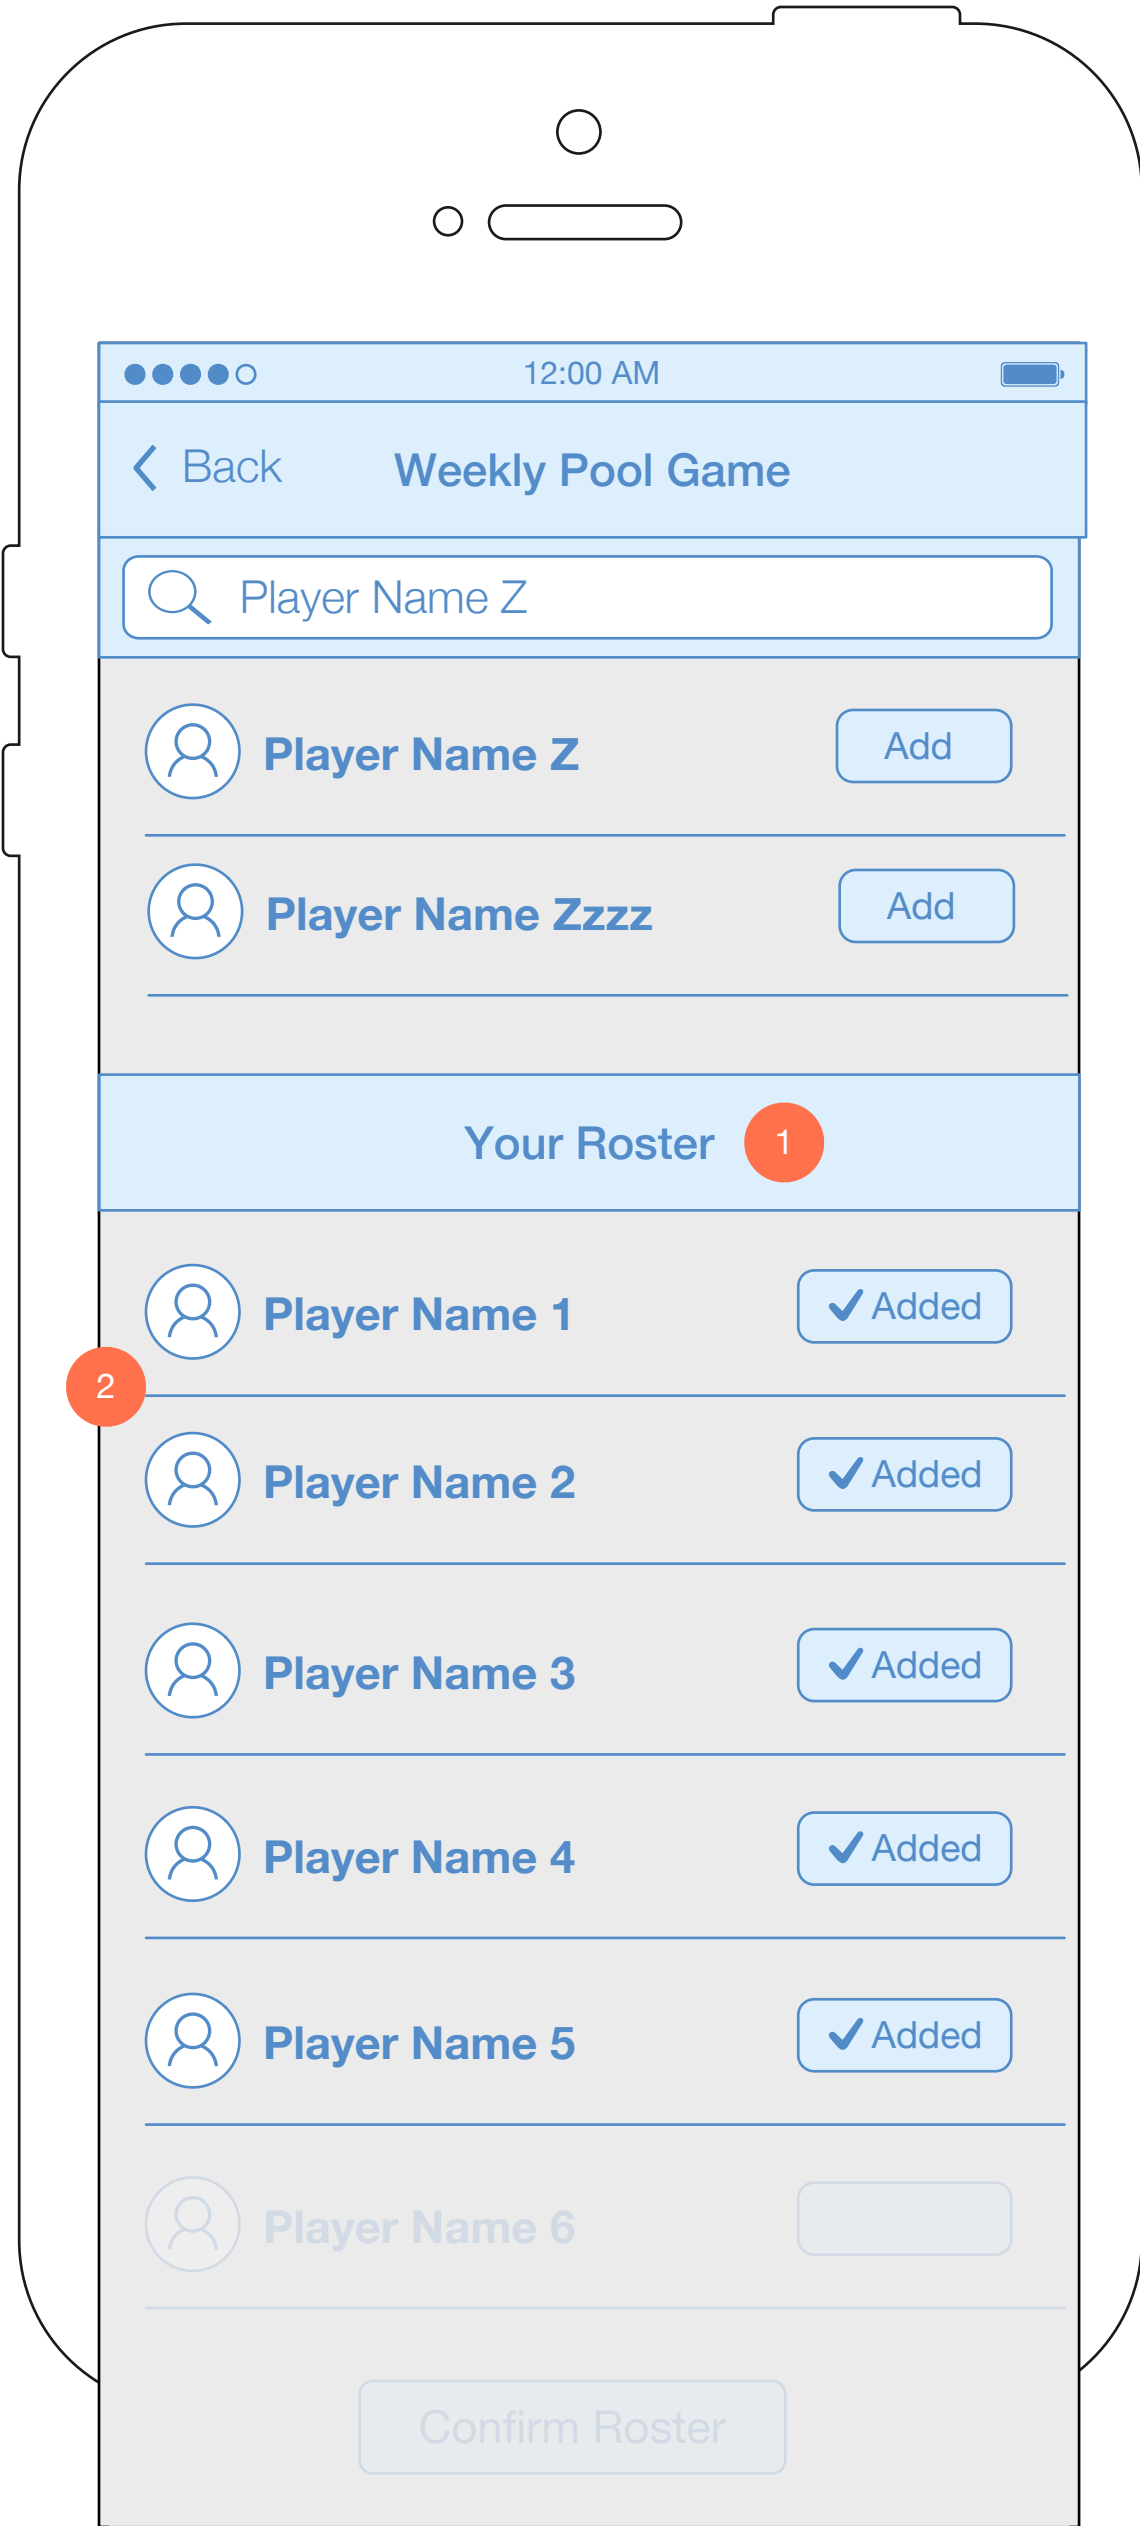 12:00 AM
Back Weekly Pool Game
Player Name Z
Player Name Z Add
Player Name Zzzz Add
Your Roster 1
Player Name 1 Added
2
Player Name 2 Added
Player Name 3 Added
Player Name 4 Added
Player Name 5 Added
Player Name 6
Confirm Roster